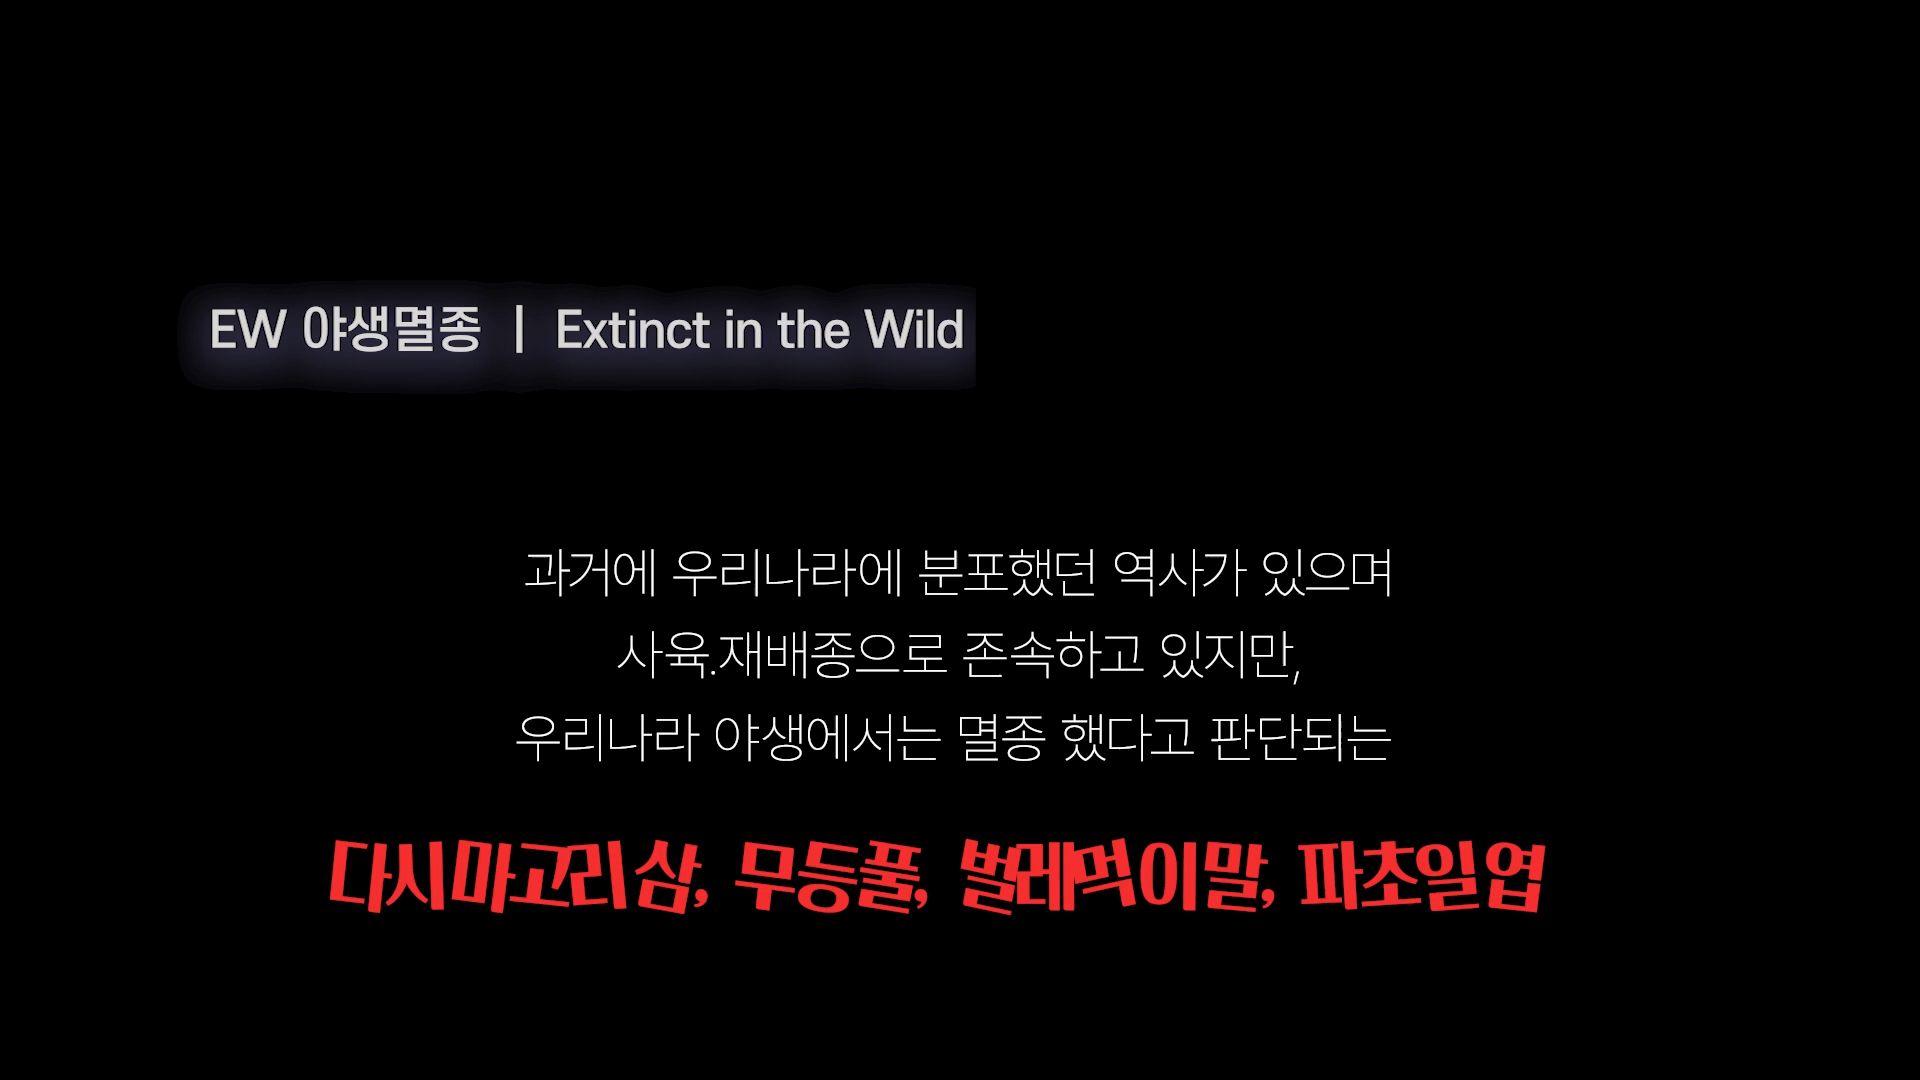 EW 야생멸종 | Extinct in the Wild
과거에 우리나라에 분포했던 역사가 있으며
사육.재배종으로 존속하고 있지만,
우리나라 야생에서는 멸종 했다고 판단되는
다시마고리삼, 무등풀, 벌레먹이말, 파초일엽